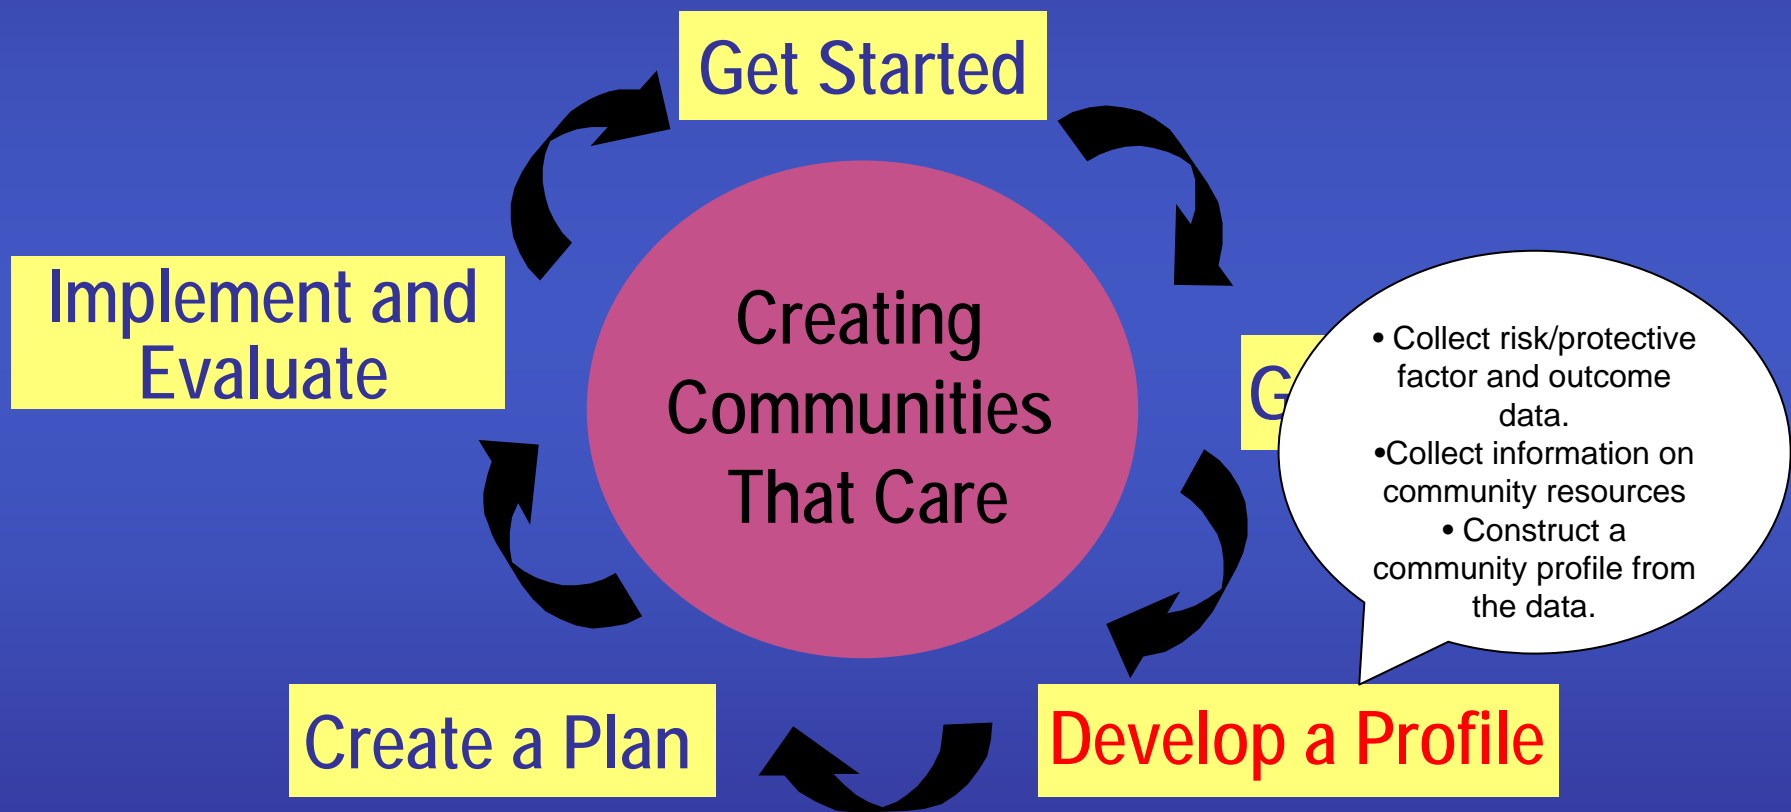 Get Started
Implement and
Evaluate
Creating
Communities
That Care
• Collect risk/protective
factor and outcome
data.
•Collect information on
community resources
• Construct a
community profile from
the data.
Create a Plan
Develop a Profile